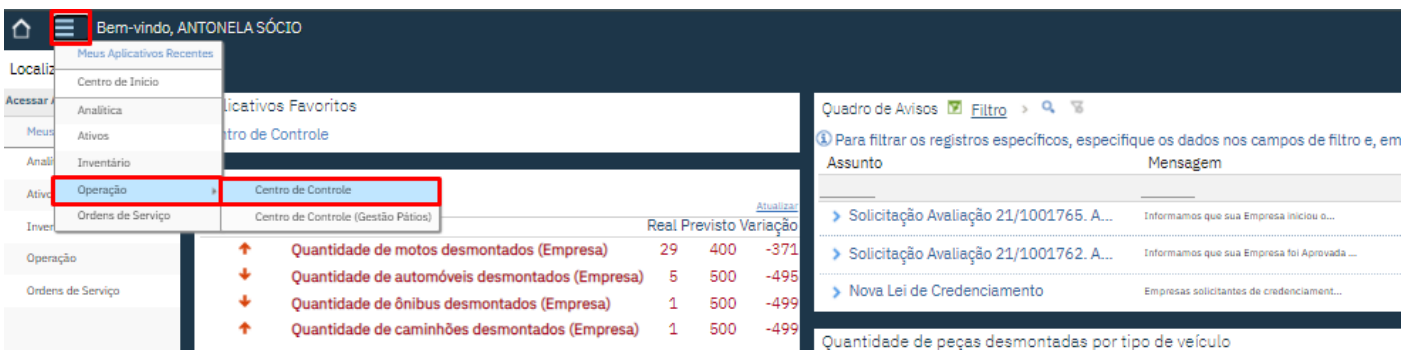 Bem-vindo, ANTONELA SÓCIO
Meus Aplicativos Recentes
Centro de Início
Analítica
Ativos
Inventário
Operação
Ordens de Serviço
Centro de Controle
Centro de Controle (Gestão Pátios)
Localiz
Acessar
Meus
Anali
Ativo
Inver
Operação
Ordens de Serviço
licativos Favoritos
ntro de Controle
Atualizar
Real Previsto Variação
Quantidade de motos desmontados (Empresa) 29 400 -371
Quantidade de automóveis desmontados (Empresa) 5 500 -495
Quantidade de ônibus desmontados (Empresa) 1 500 -499
Quantidade de caminhões desmontados (Empresa) 1 500 -499
Quadro de Avisos Filtro
Para filtrar os registros específicos, especifique os dados nos campos de filtro e, em
Assunto Mensagem
Solicitação Avaliação 21/1001765. A... Informamos que sua Empresa iniciou o...
Solicitação Avaliação 21/1001762. A... Informamos que sua Empresa foi Aprovada ...
Nova Lei de Credenciamento Empresas solicitantes de credenciament...
Quantidade de peças desmontadas por tipo de veículo